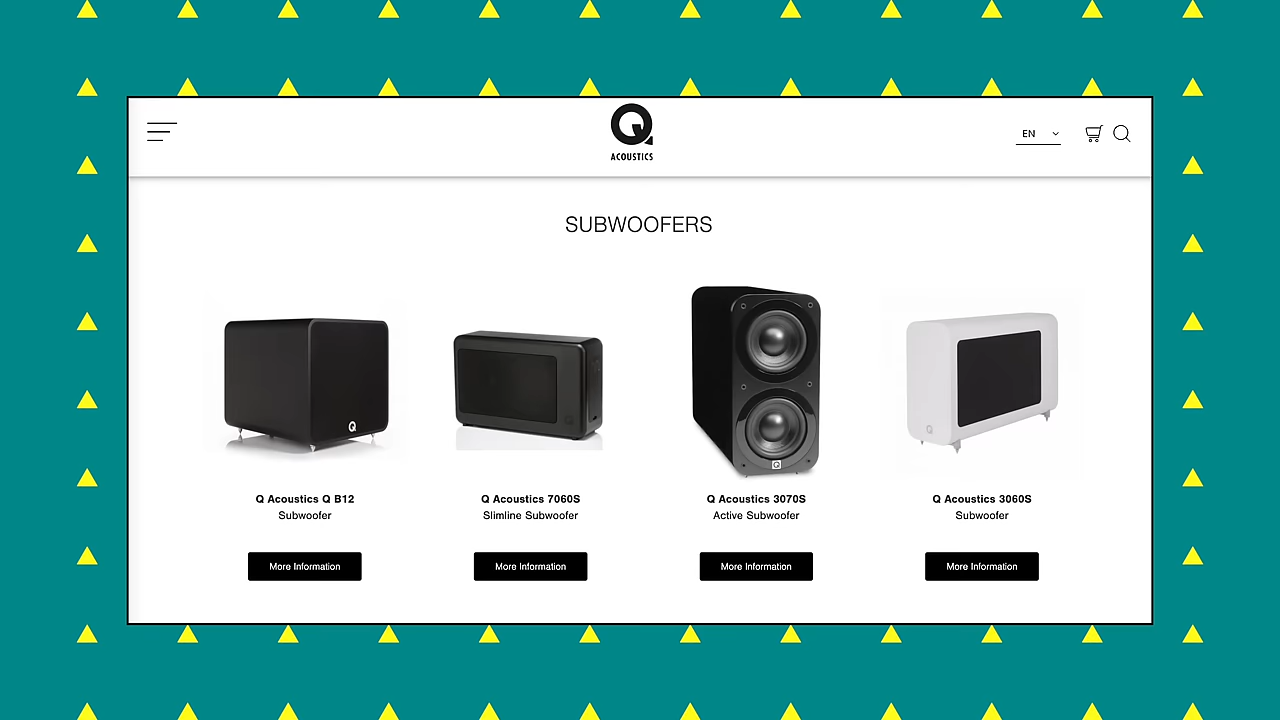 Q
ACOUSTICS
EN
SUBWOOFERS
Q Acoustics Q B12
Subwoofer
More Information
Q Acoustics 7060S
Slimline Subwoofer
More Information
Q Acoustics 3070S
Active Subwoofer
More Information
Q Acoustics 3060S
Subwoofer
More Information